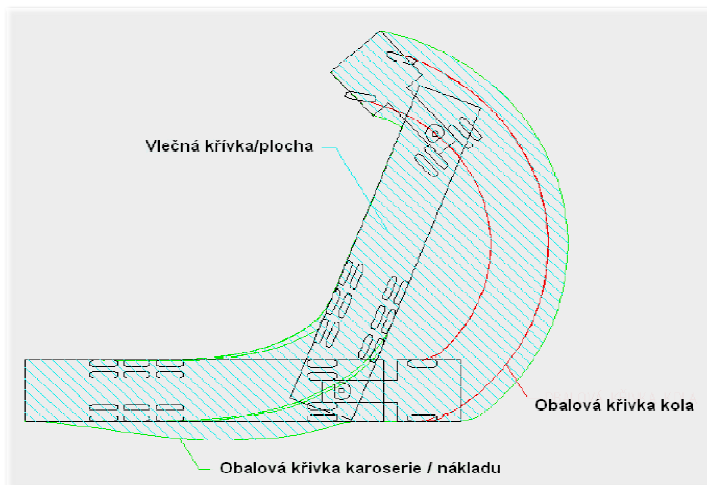 Vlečná křivka/plocha
Obalová křivka kola
Obalová křivka karoserie / nákladu